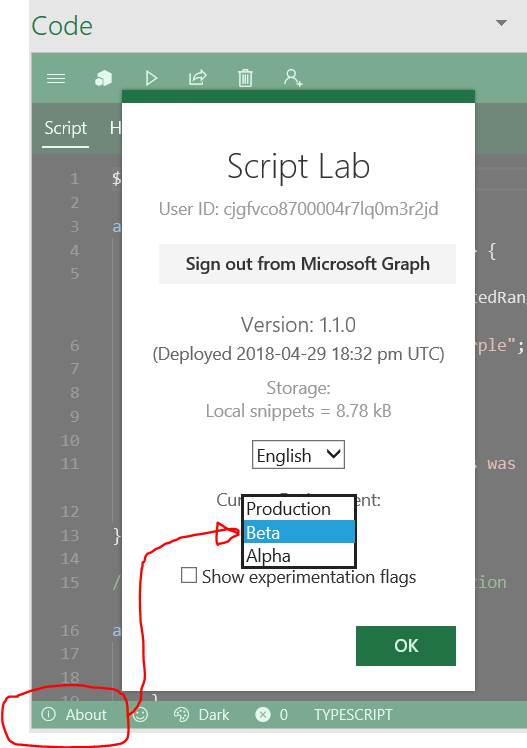 Code
Script H
1 $
2
3 a
4 {
5
tedRan
6 rple";
7
8
9
10
11 s was
12
13 }
14
15 / tion
16 a
17
18
19 }
Script Lab
User ID: cjgfvco8700004r7lq0m3r2jd
Sign out from Microsoft Graph
Version: 1.1.0
(Deployed 2018-04-29 18:32 pm UTC)
Storage:
Local snippets = 8.78 kB
English
Production
Beta
Alpha
Show experimentation flags
OK
About Dark 0 TYPESCRIPT